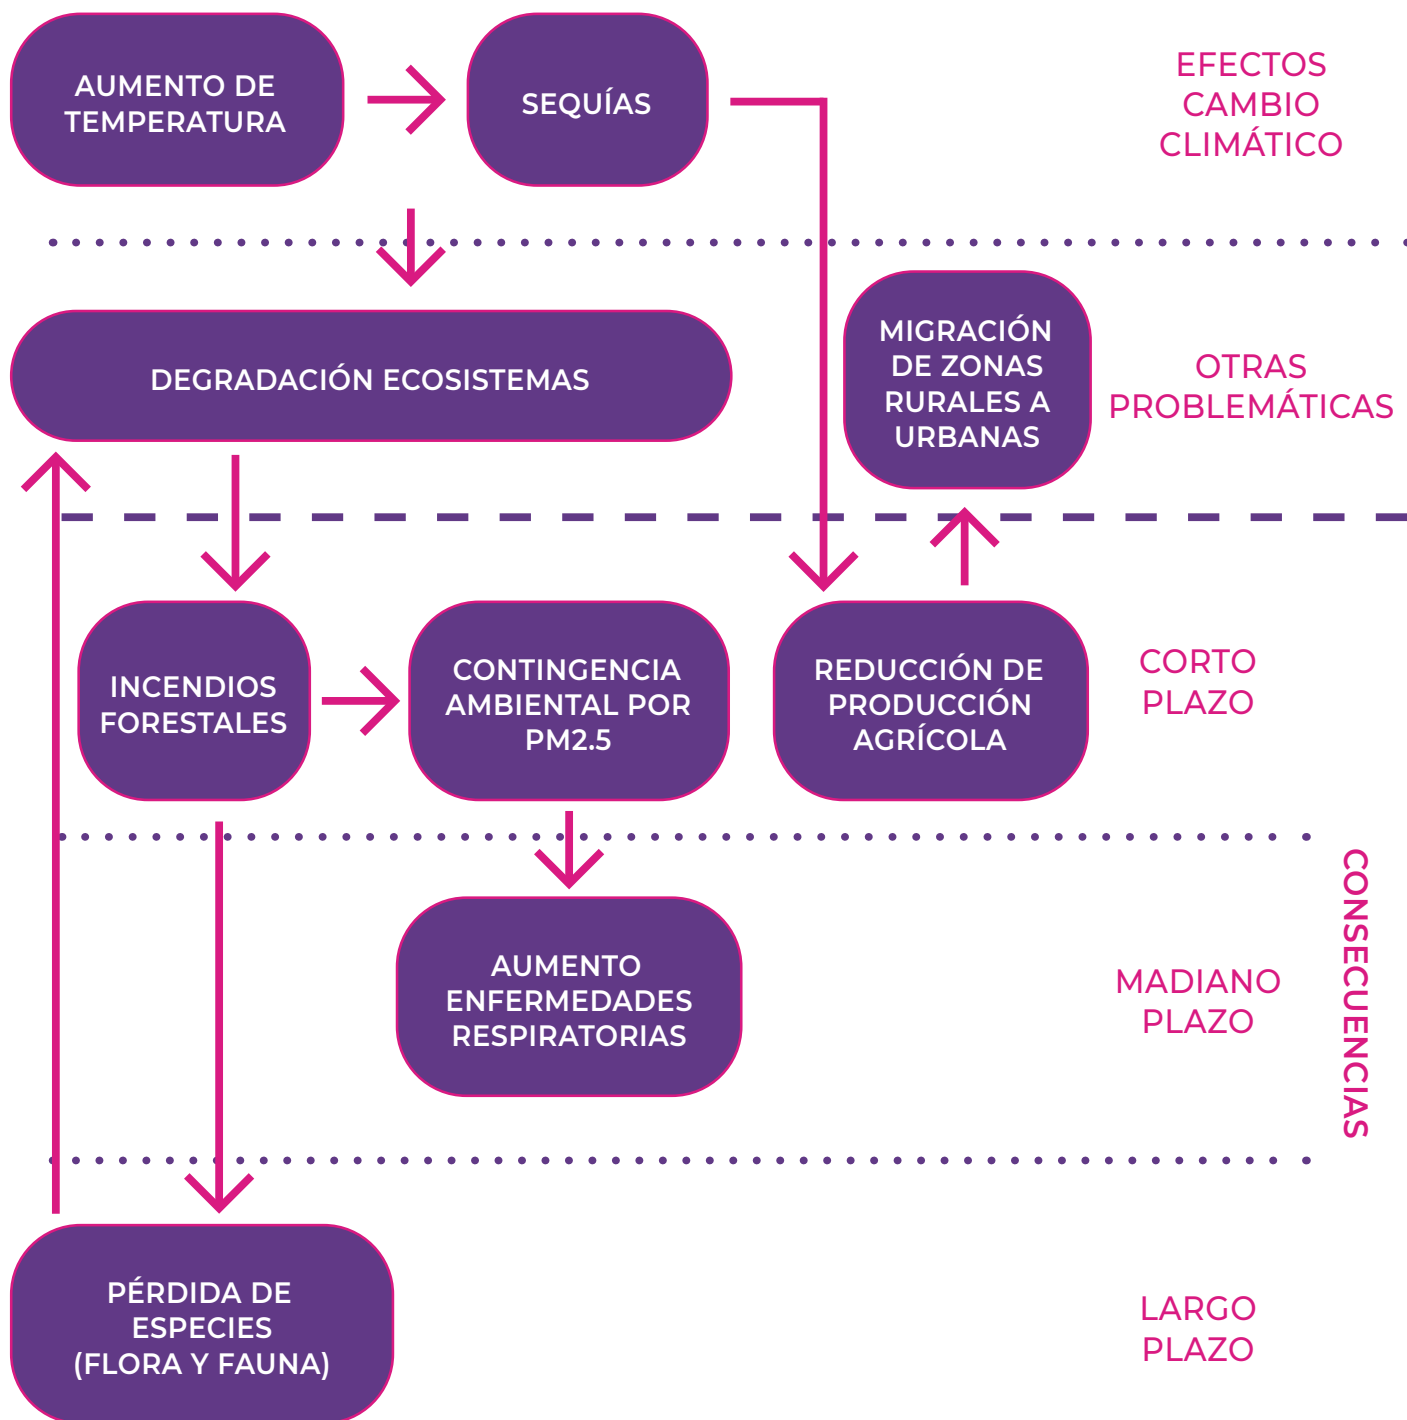 AUMENTO DE
TEMPERATURA
SEQUÍAS
EFECTOS
CAMBIO
CLIMÁTICO
DEGRADACIÓN ECOSISTEMAS
MIGRACIÓN
DE ZONAS
RURALES A
URBANAS
OTRAS
PROBLEMÁTICAS
INCENDIOS
FORESTALES
CONTINGENCIA
AMBIENTAL POR
PM2.5
REDUCCIÓN DE
PRODUCCIÓN
AGRÍCOLA
CORTO
PLAZO
AUMENTO
ENFERMEDADES
RESPIRATORIAS
MADIANO
PLAZO
CONSECUENCIAS
PÉRDIDA DE
ESPECIES
(FLORA Y FAUNA)
LARGO
PLAZO